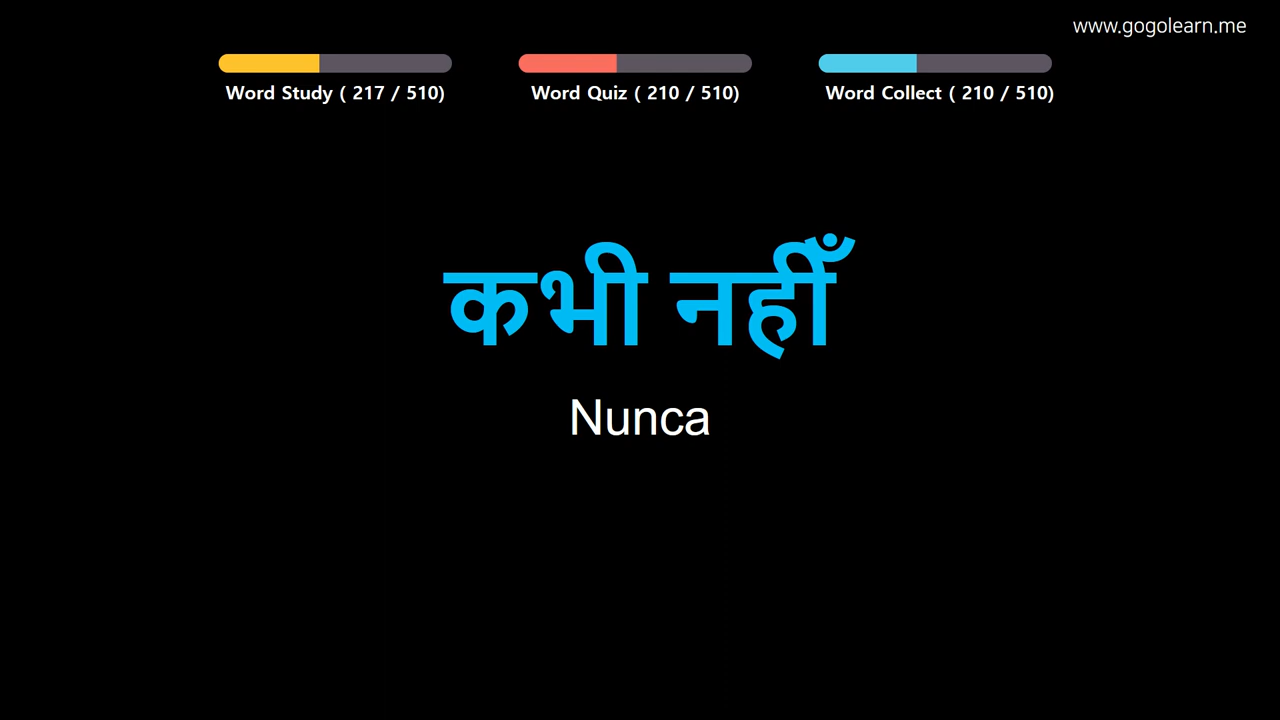 www.gogolearn.me
Word Study ( 217 / 510)
Word Quiz ( 210 / 510)
Word Collect ( 210 / 510)
कभी नहीँ
Nunca